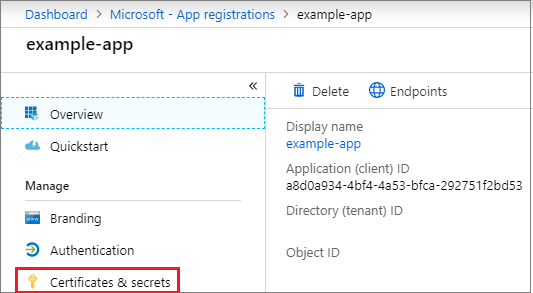 Dashboard > Microsoft - App registrations > example-app
example-app
«
Delete
Endpoints
Overview
Quickstart
Manage
Branding
Authentication
Certificates & secrets
Display name
example-app
Application (client) ID
a8d0a934-4bf4-4a53-bfca-292751f2bd53
Directory (tenant) ID
Object ID